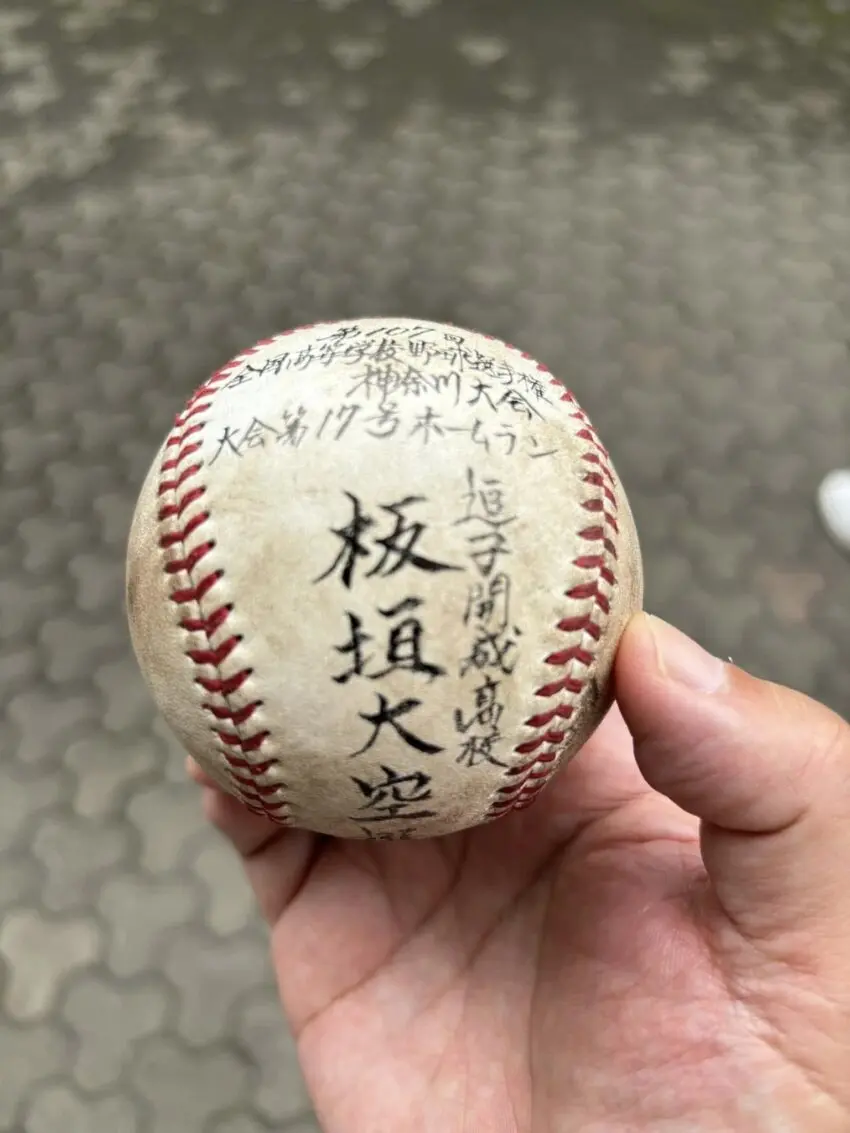 第107回
全国高等学校野球選手権
神奈川大会
大会第17号ホームラン
逗子開成高校
板垣大空